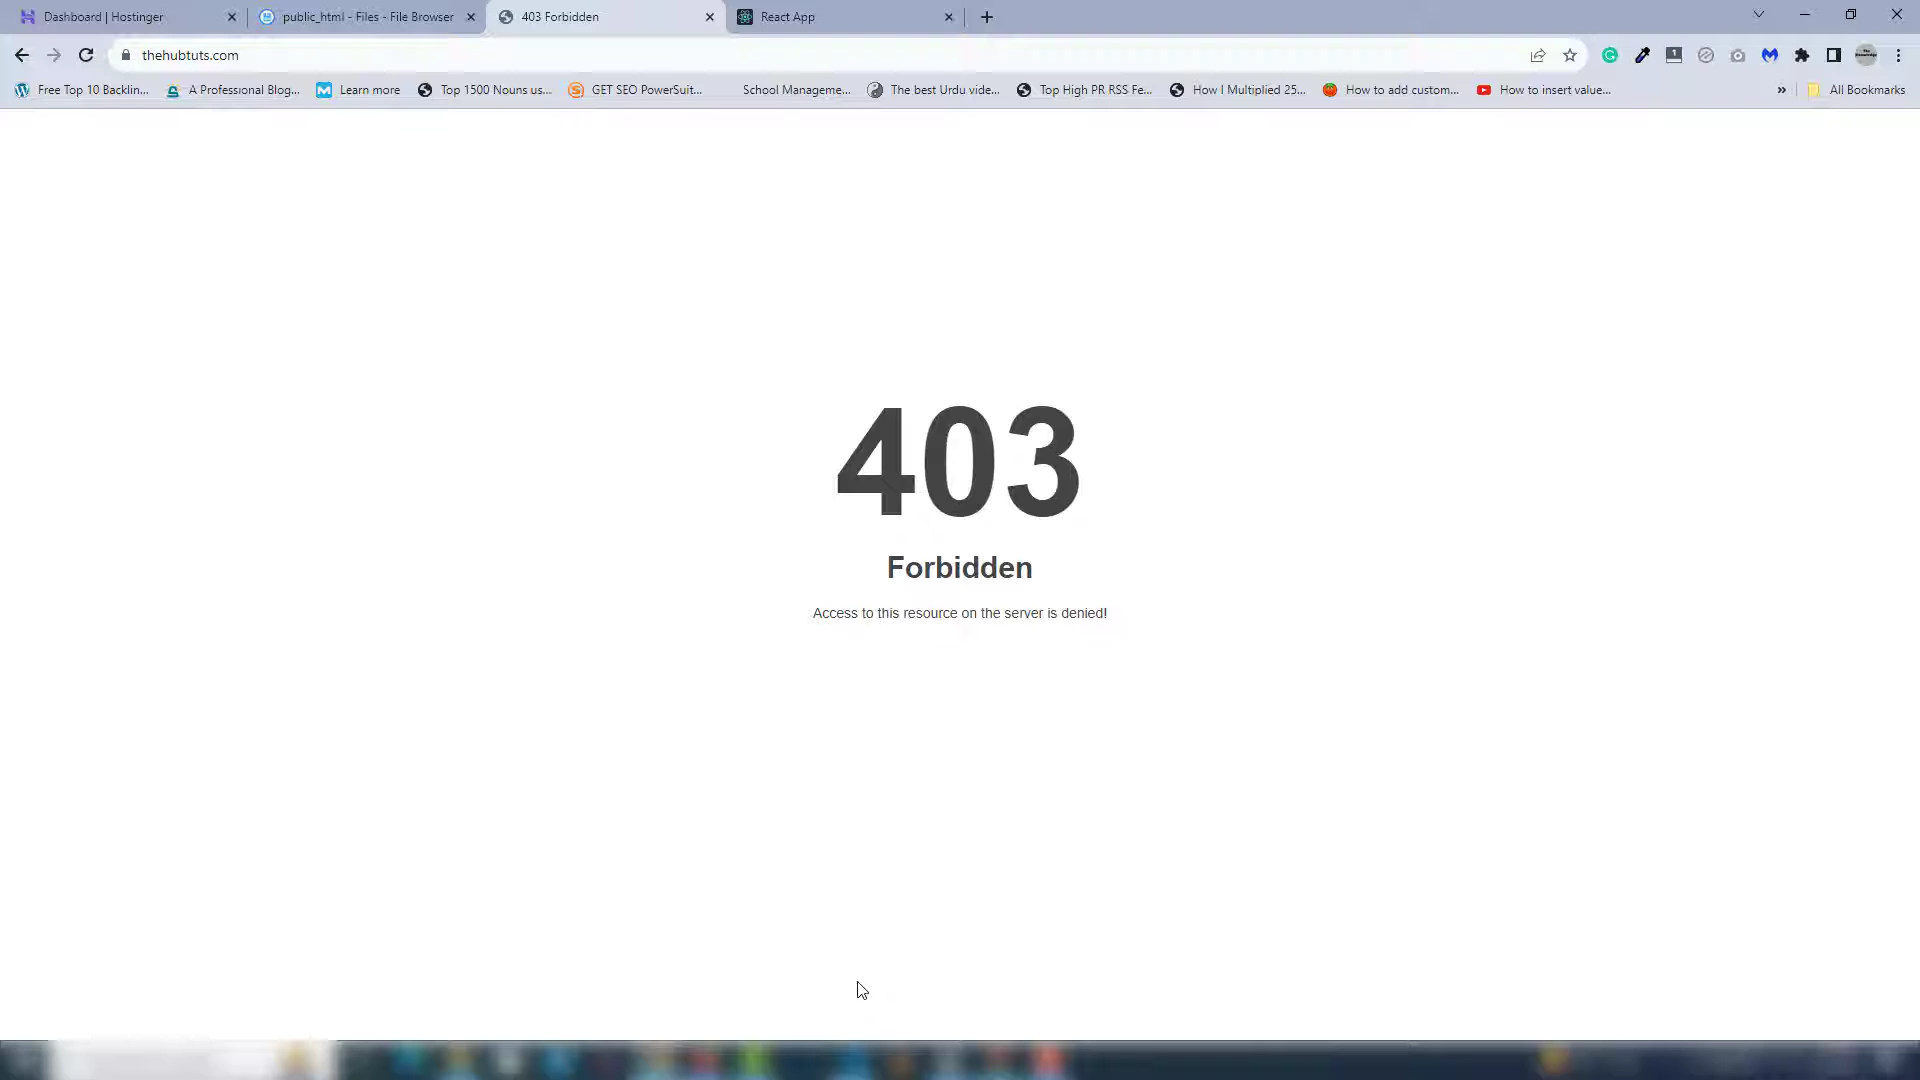 Dashboard | Hostinger
public_html - Files - File Browser
403 Forbidden
React App
thehubtuts.com
1
Free Top 10 Backlin...
A Professional Blog...
Learn more
Top 1500 Nouns us...
GET SEO PowerSuit...
School Manageme...
The best Urdu vide...
Top High PR RSS Fe...
How I Multiplied 25...
How to add custom...
How to insert value...
»
All Bookmarks
403
Forbidden
Access to this resource on the server is denied!